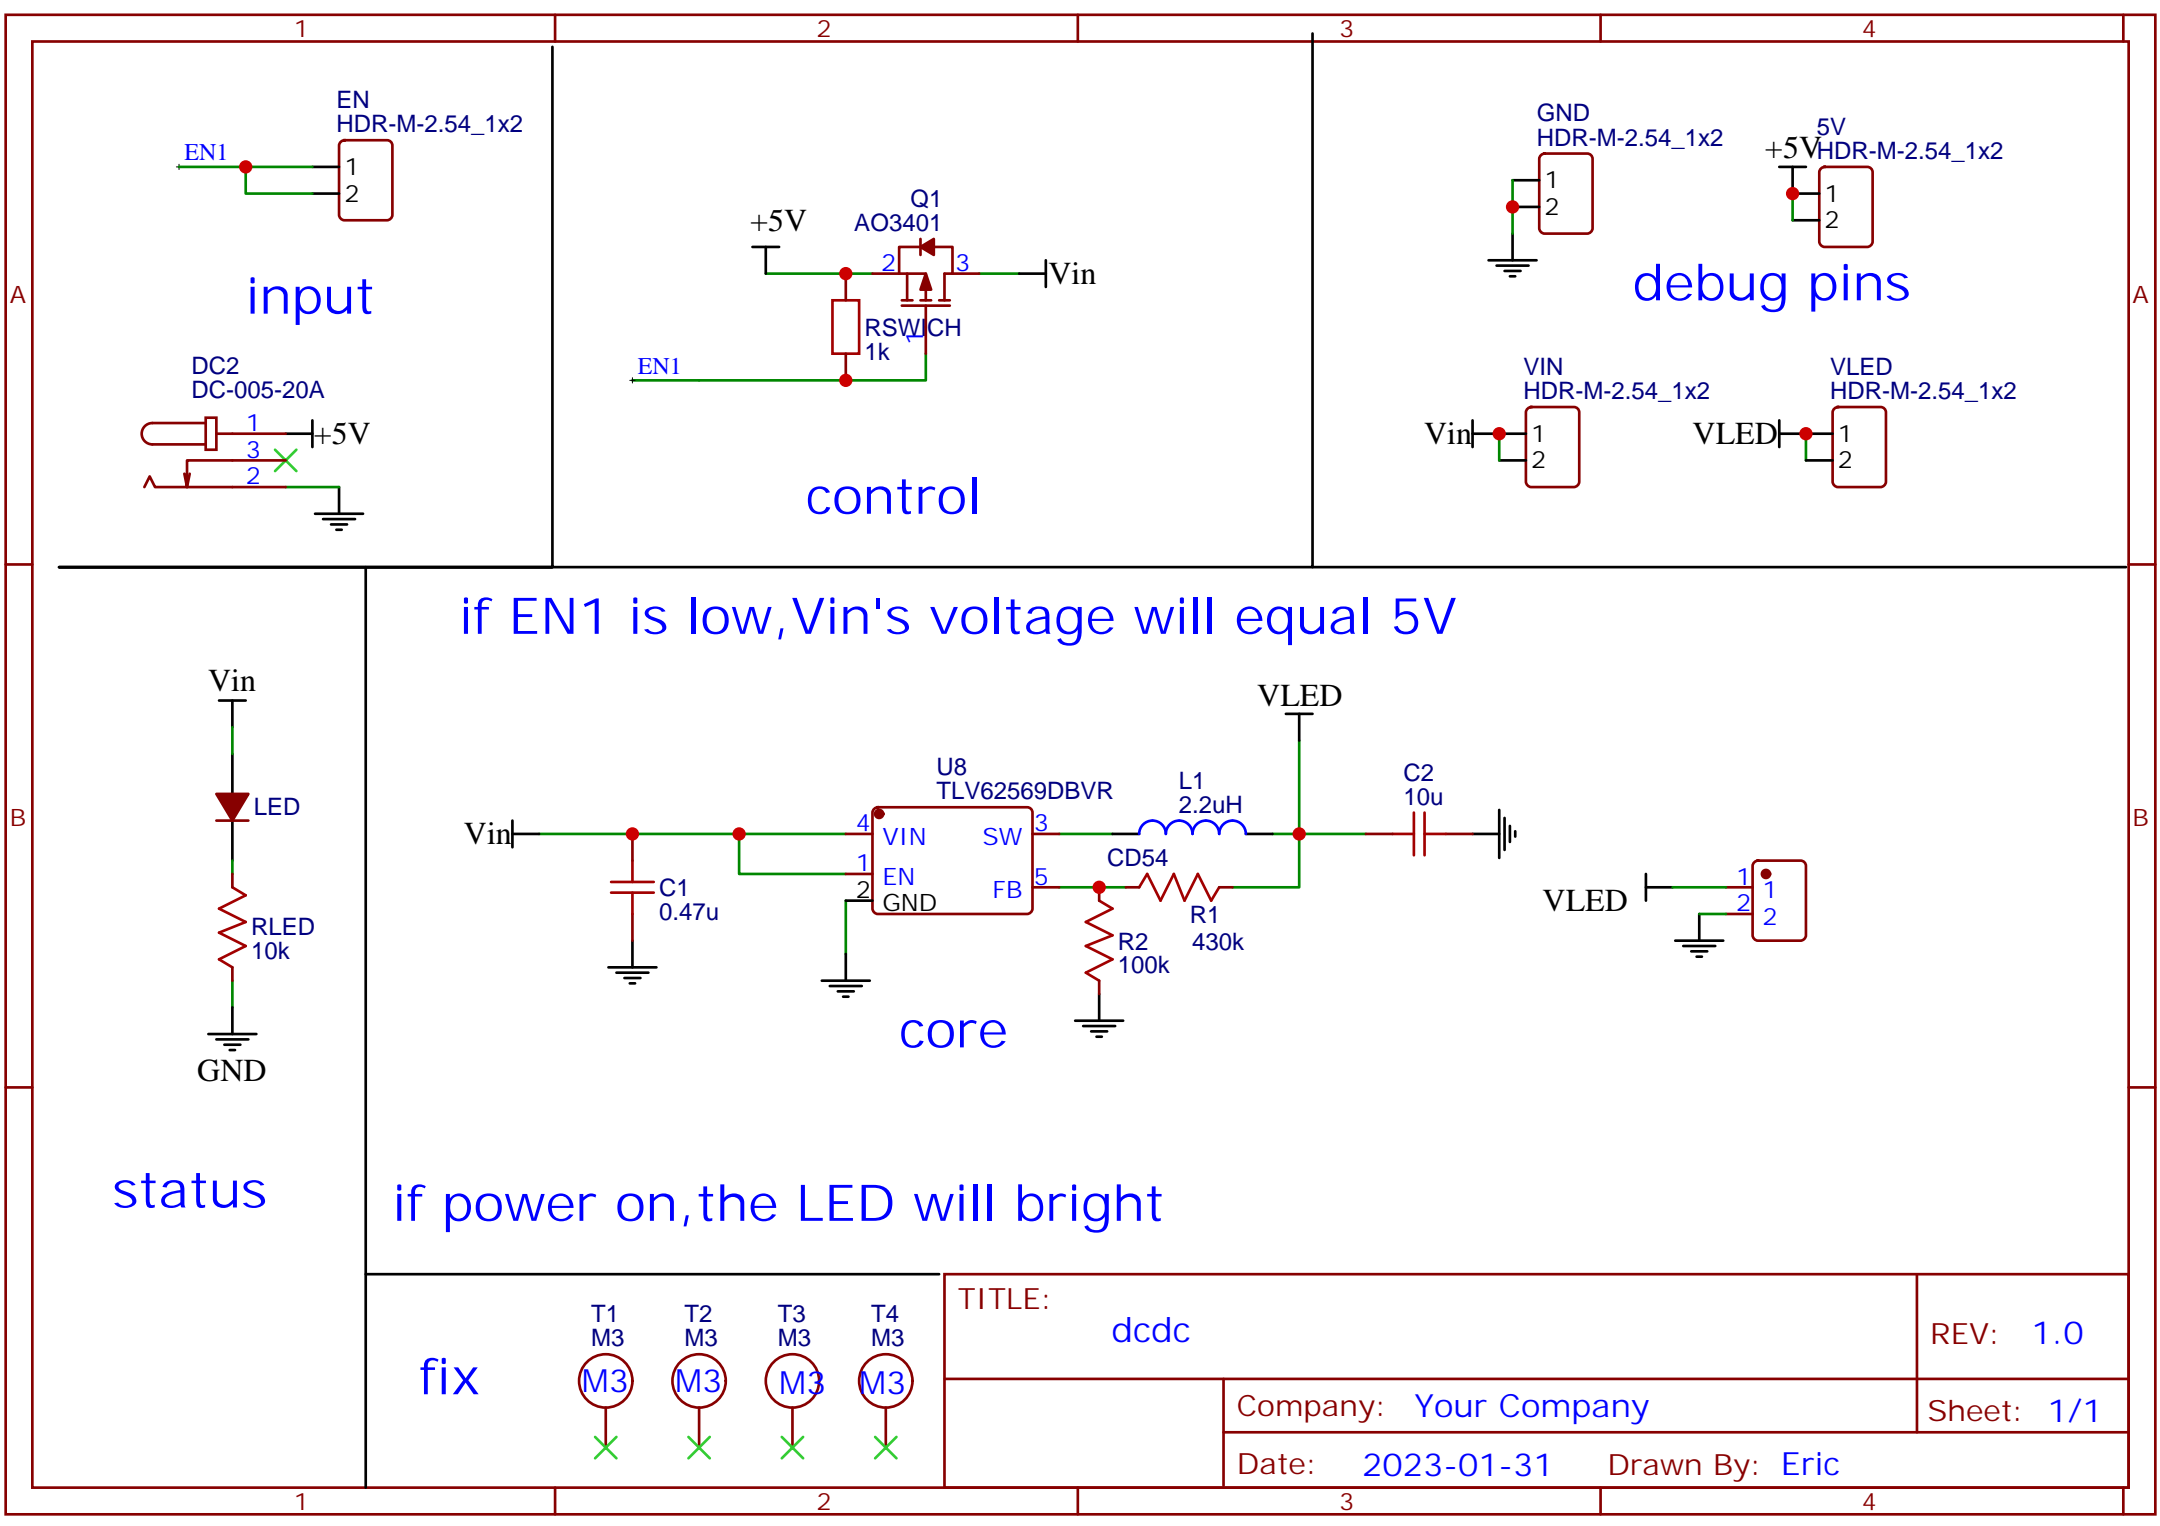 1 2 3 4
A A
B B
EN
HDR-M-2.54_1x2
EN1
1
2
input
DC2
DC-005-20A
1
3
2
+5V
+5V
Q1
AO3401
2
3
1
Vin
RSWICH
1k
EN1
control
GND
HDR-M-2.54_1x2
1
2
+5V
5V
HDR-M-2.54_1x2
1
2
debug pins
VIN
HDR-M-2.54_1x2
Vin
1
2
VLED
HDR-M-2.54_1x2
VLED
1
2
if EN1 is low,Vin's voltage will equal 5V
Vin
LED
RLED
10k
GND
status
Vin
C1
0.47u
U8
TLV62569DBVR
4 VIN
1 EN
2 GND
SW 3
FB 5
L1
2.2uH
CD54
R1
430k
R2
100k
VLED
C2
10u
VLED
1 1
2 2
core
if power on,the LED will bright
fix
T1
M3
M3
T2
M3
M3
T3
M3
M3
T4
M3
M3
TITLE:
dcdc
REV: 1.0
Company: Your Company
Sheet: 1/1
Date: 2023-01-31 Drawn By: Eric
1 2 3 4